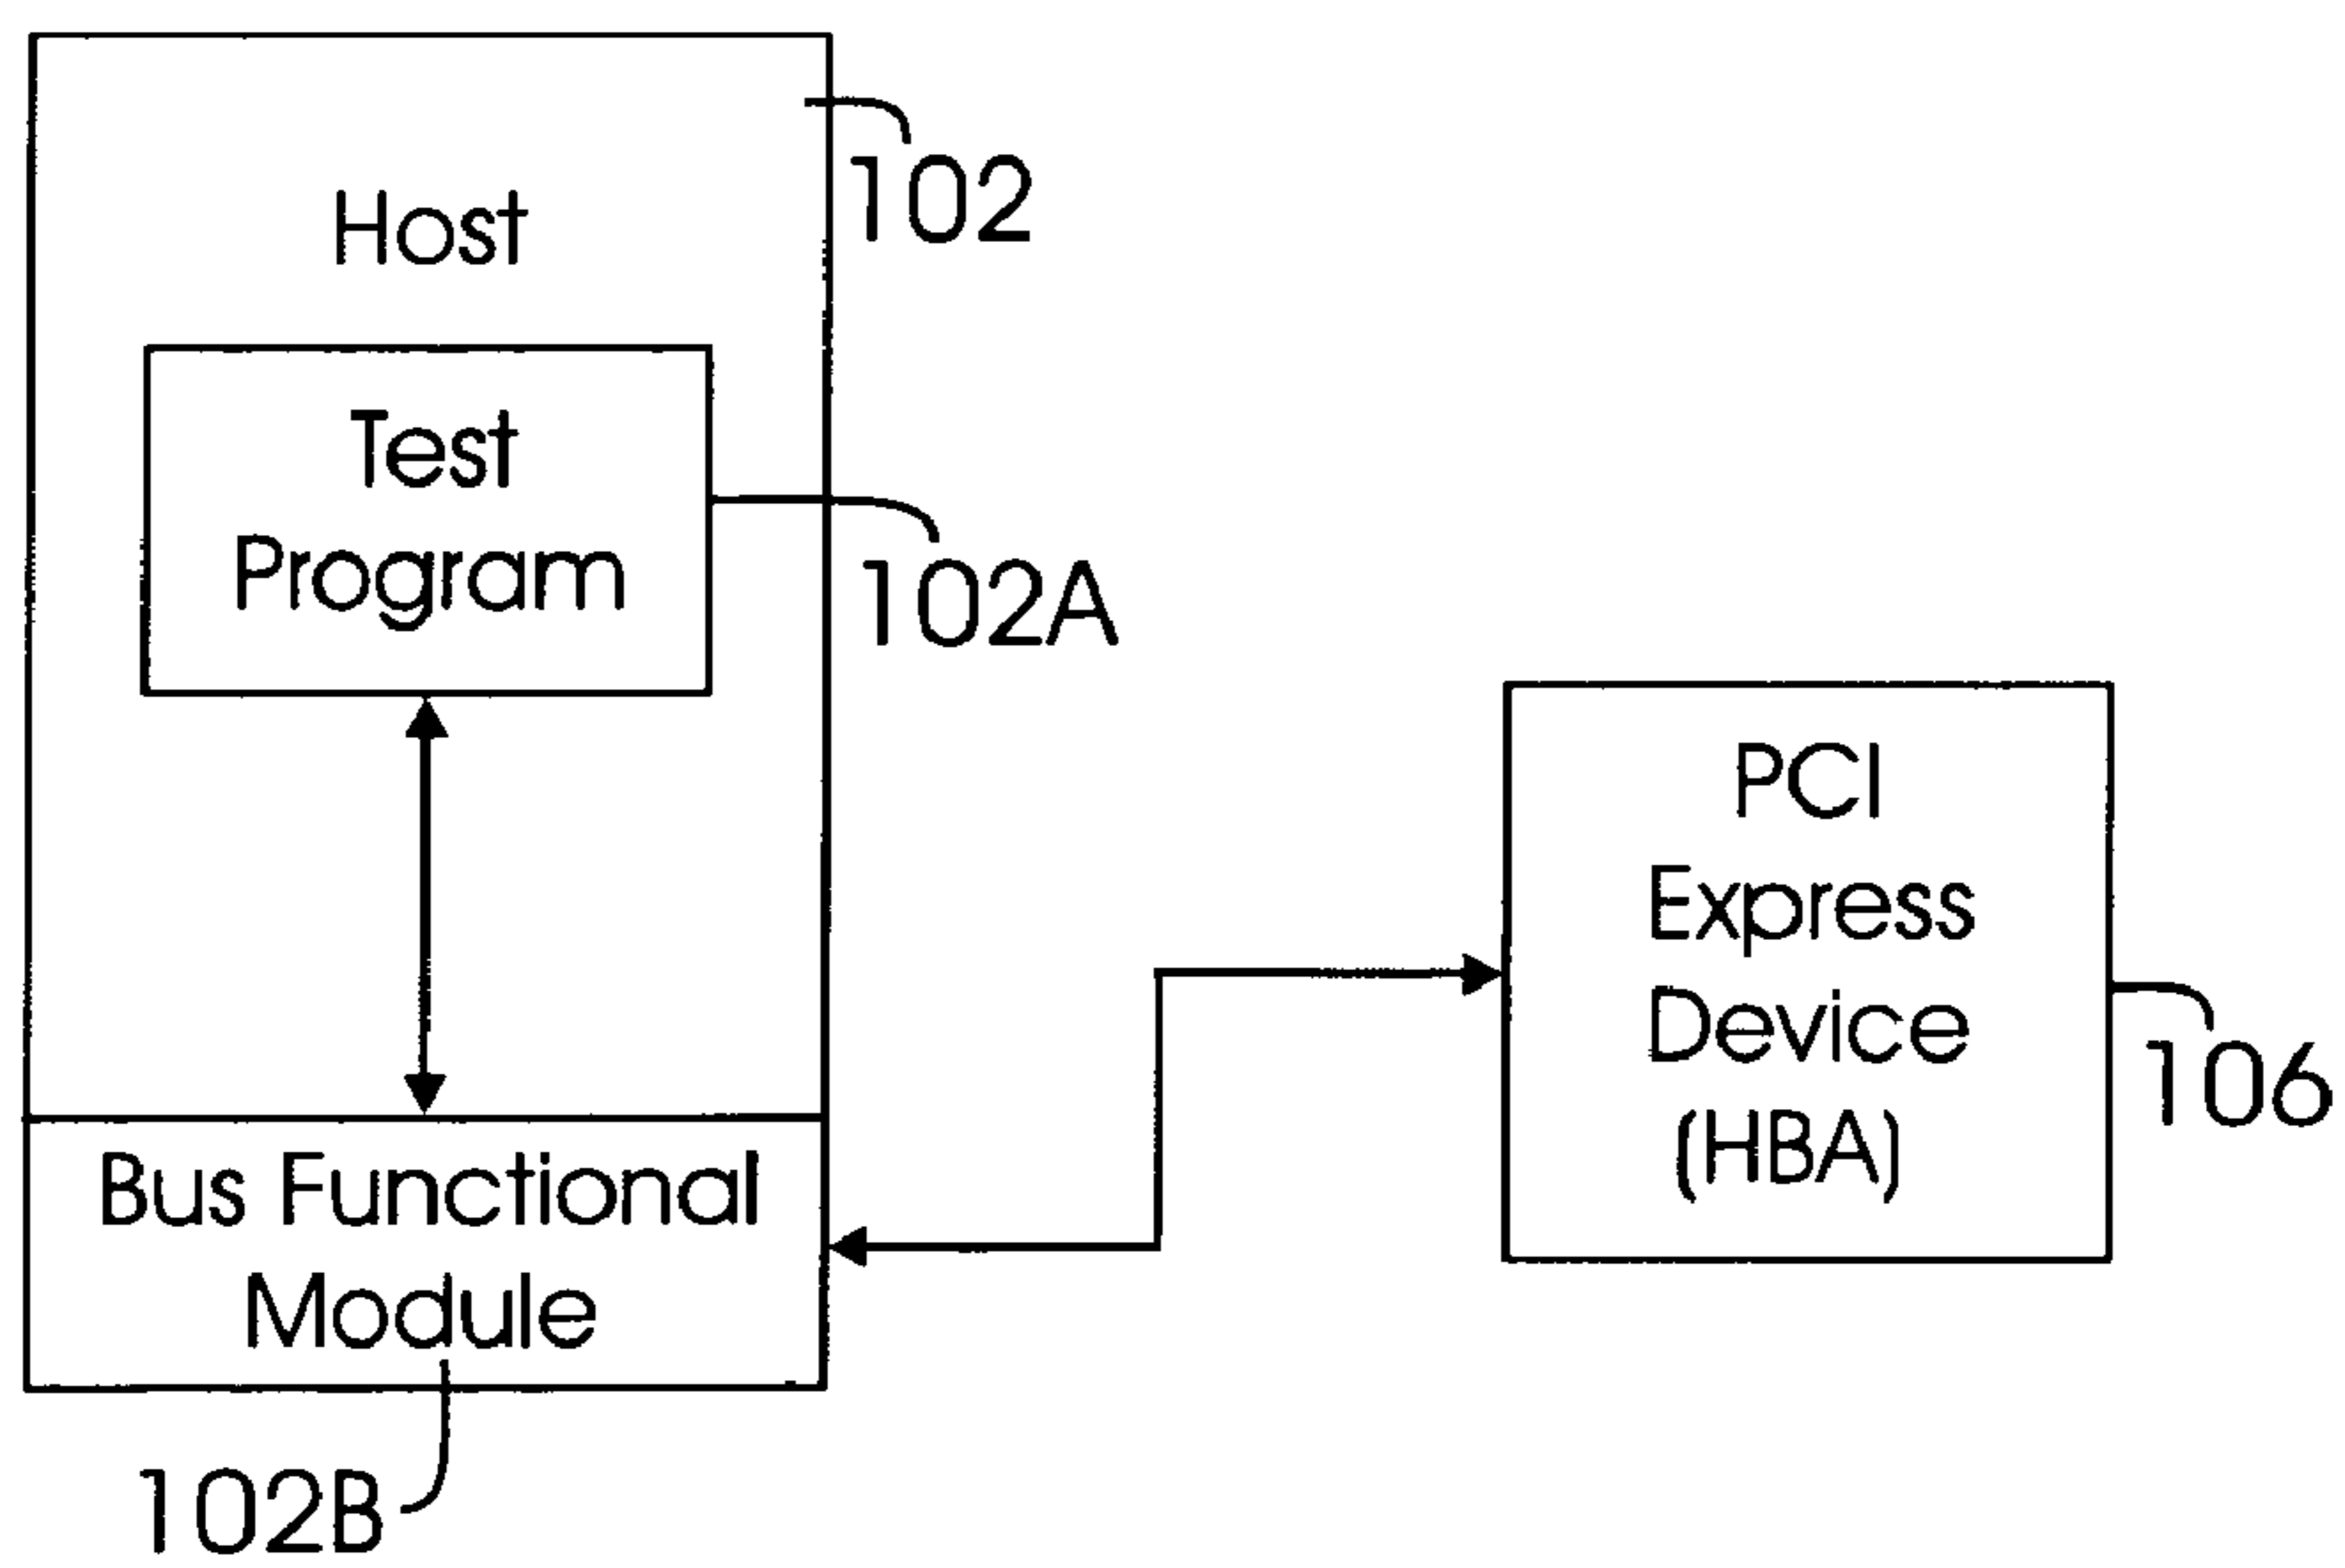 102
Host
Test
Program
102A
PCI
Express
Device
(HBA)
106
Bus Functional
Module
102B